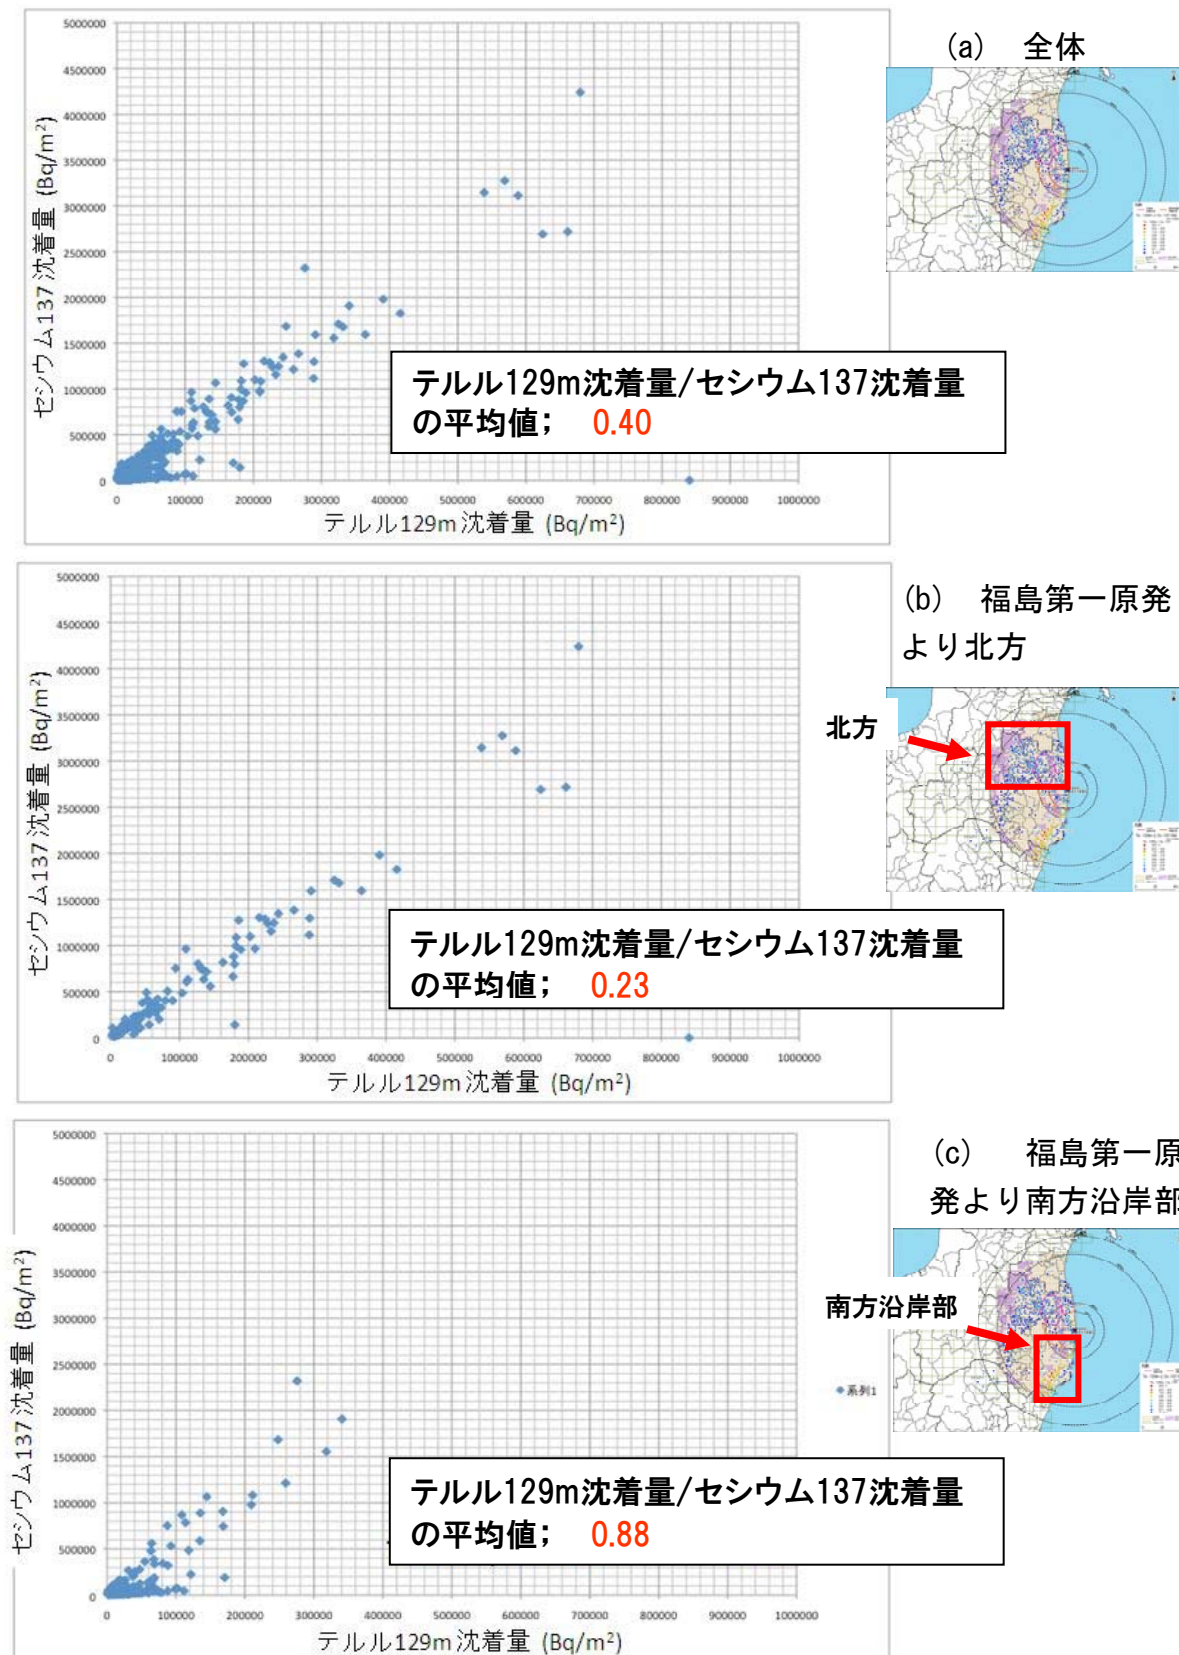 (a) 全体
5000000
4500000
4000000
3500000
3000000
2500000
2000000
1500000
1000000
500000
0
セシウム137沈着量 (Bq/m²)
0 100000 200000 300000 400000 500000 600000 700000 800000 900000 1000000
テルル129m沈着量 (Bq/m²)
テルル129m沈着量/セシウム137沈着量
の平均値; 0.40
(b) 福島第一原発
より北方
北方
5000000
4500000
4000000
3500000
3000000
2500000
2000000
1500000
1000000
500000
0
セシウム137沈着量 (Bq/m²)
0 100000 200000 300000 400000 500000 600000 700000 800000 900000 1000000
テルル129m沈着量 (Bq/m²)
テルル129m沈着量/セシウム137沈着量
の平均値; 0.23
(c) 福島第一原
発より南方沿岸部
南方沿岸部
5000000
4500000
4000000
3500000
3000000
2500000
2000000
1500000
1000000
500000
0
セシウム137沈着量 (Bq/m²)
0 100000 200000 300000 400000 500000 600000 700000 800000 900000 1000000
テルル129m沈着量 (Bq/m²)
系列1
テルル129m沈着量/セシウム137沈着量
の平均値; 0.88